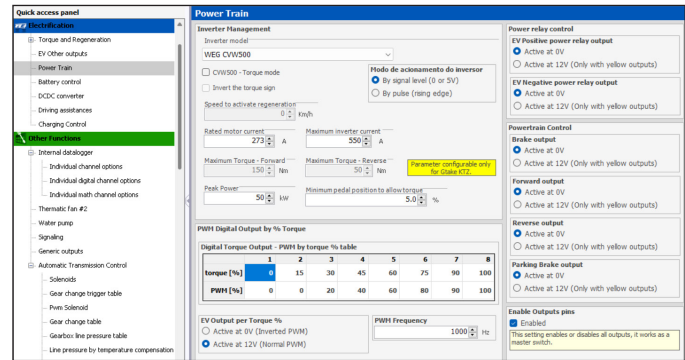 Quick access panel
Electrification
Torque and Regeneration
EV Other outputs
Power Train
Battery control
DCDC converter
Driving assistances
Charging Control
Other Functions
Internal datalogger
Individual channel options
Individual digital channel options
Individual math channel options
Thermatic fan #2
Water pump
Signaling
Generic outputs
Automatic Transmission Control
Solenoids
Gear change trigger table
Pwm Solenoid
Gear change table
Gearbox line pressure table
Line pressure by temperature compensation
Power Train
Inverter Management
Inverter model
WEG CVW500
CVW500 - Torque mode
Invert the torque sign
Modo de acionamento do inversor
By signal level (0 or 5V)
By pulse (rising edge)
Speed to activate regeneration
0 Km/h
Rated motor current
273 A
Maximum inverter current
550 A
Maximum Torque - Forward
150 Nm
Maximum Torque - Reverse
50 Nm
Parameter configurable only
for Gtake KTZ.
Peak Power
50 kW
Minimum pedal position to allow torque
5.0 %
PWM Digital Output by % Torque
Digital Torque Output - PWM by torque % table
1 2 3 4 5 6 7 8
torque [%] 0 15 30 45 60 75 90 100
PWM [%] 0 0 20 40 60 80 90 100
EV Output per Torque %
Active at 0V (Inverted PWM)
Active at 12V (Normal PWM)
PWM Frequency
1000 Hz
Power relay control
EV Positive power relay output
Active at 0V
Active at 12V (Only with yellow outputs)
EV Negative power relay output
Active at 0V
Active at 12V (Only with yellow outputs)
Powertrain Control
Brake output
Active at 0V
Active at 12V (Only with yellow outputs)
Forward output
Active at 0V
Active at 12V (Only with yellow outputs)
Reverse output
Active at 0V
Active at 12V (Only with yellow outputs)
Parking Brake output
Active at 0V
Active at 12V (Only with yellow outputs)
Enable Outputs pins
Enabled
This setting enables or disables all outputs, it works as a
master switch.